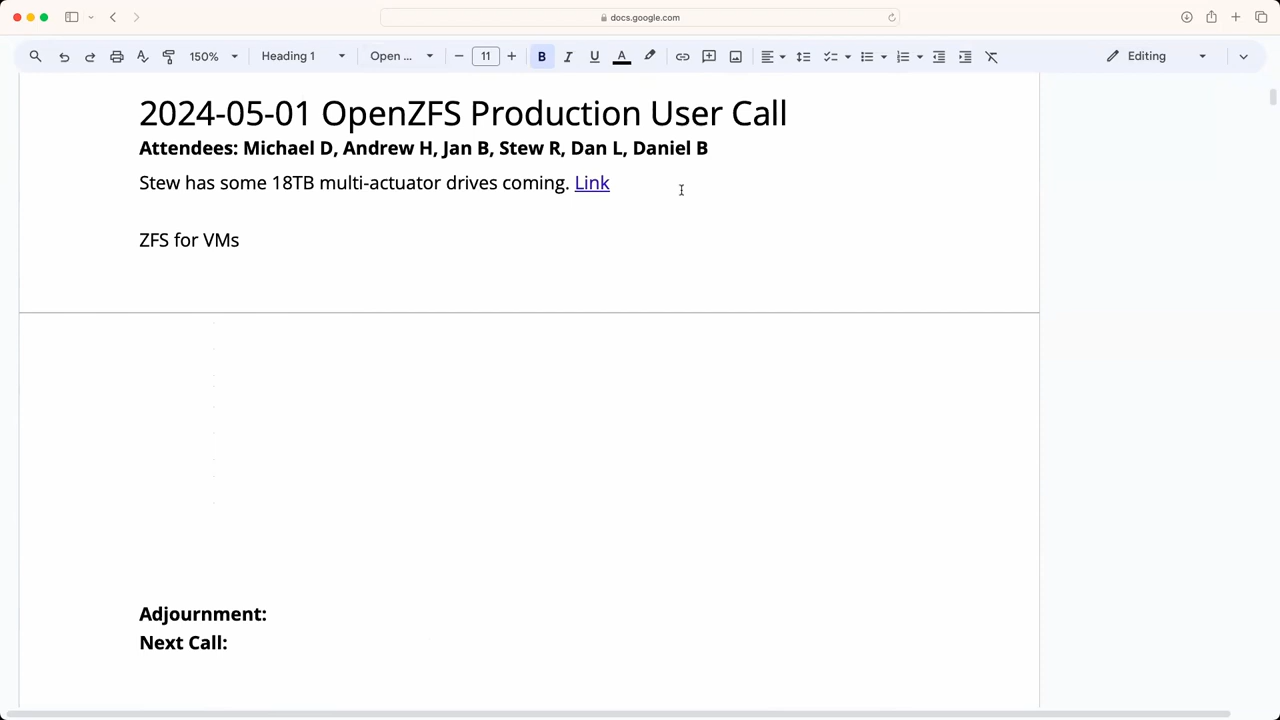 docs.google.com
150%
Heading 1
Open ...
11
B
I
U
A
Editing
2024-05-01 OpenZFS Production User Call
Attendees: Michael D, Andrew H, Jan B, Stew R, Dan L, Daniel B
Stew has some 18TB multi-actuator drives coming. Link
ZFS for VMs
Adjournment:
Next Call: